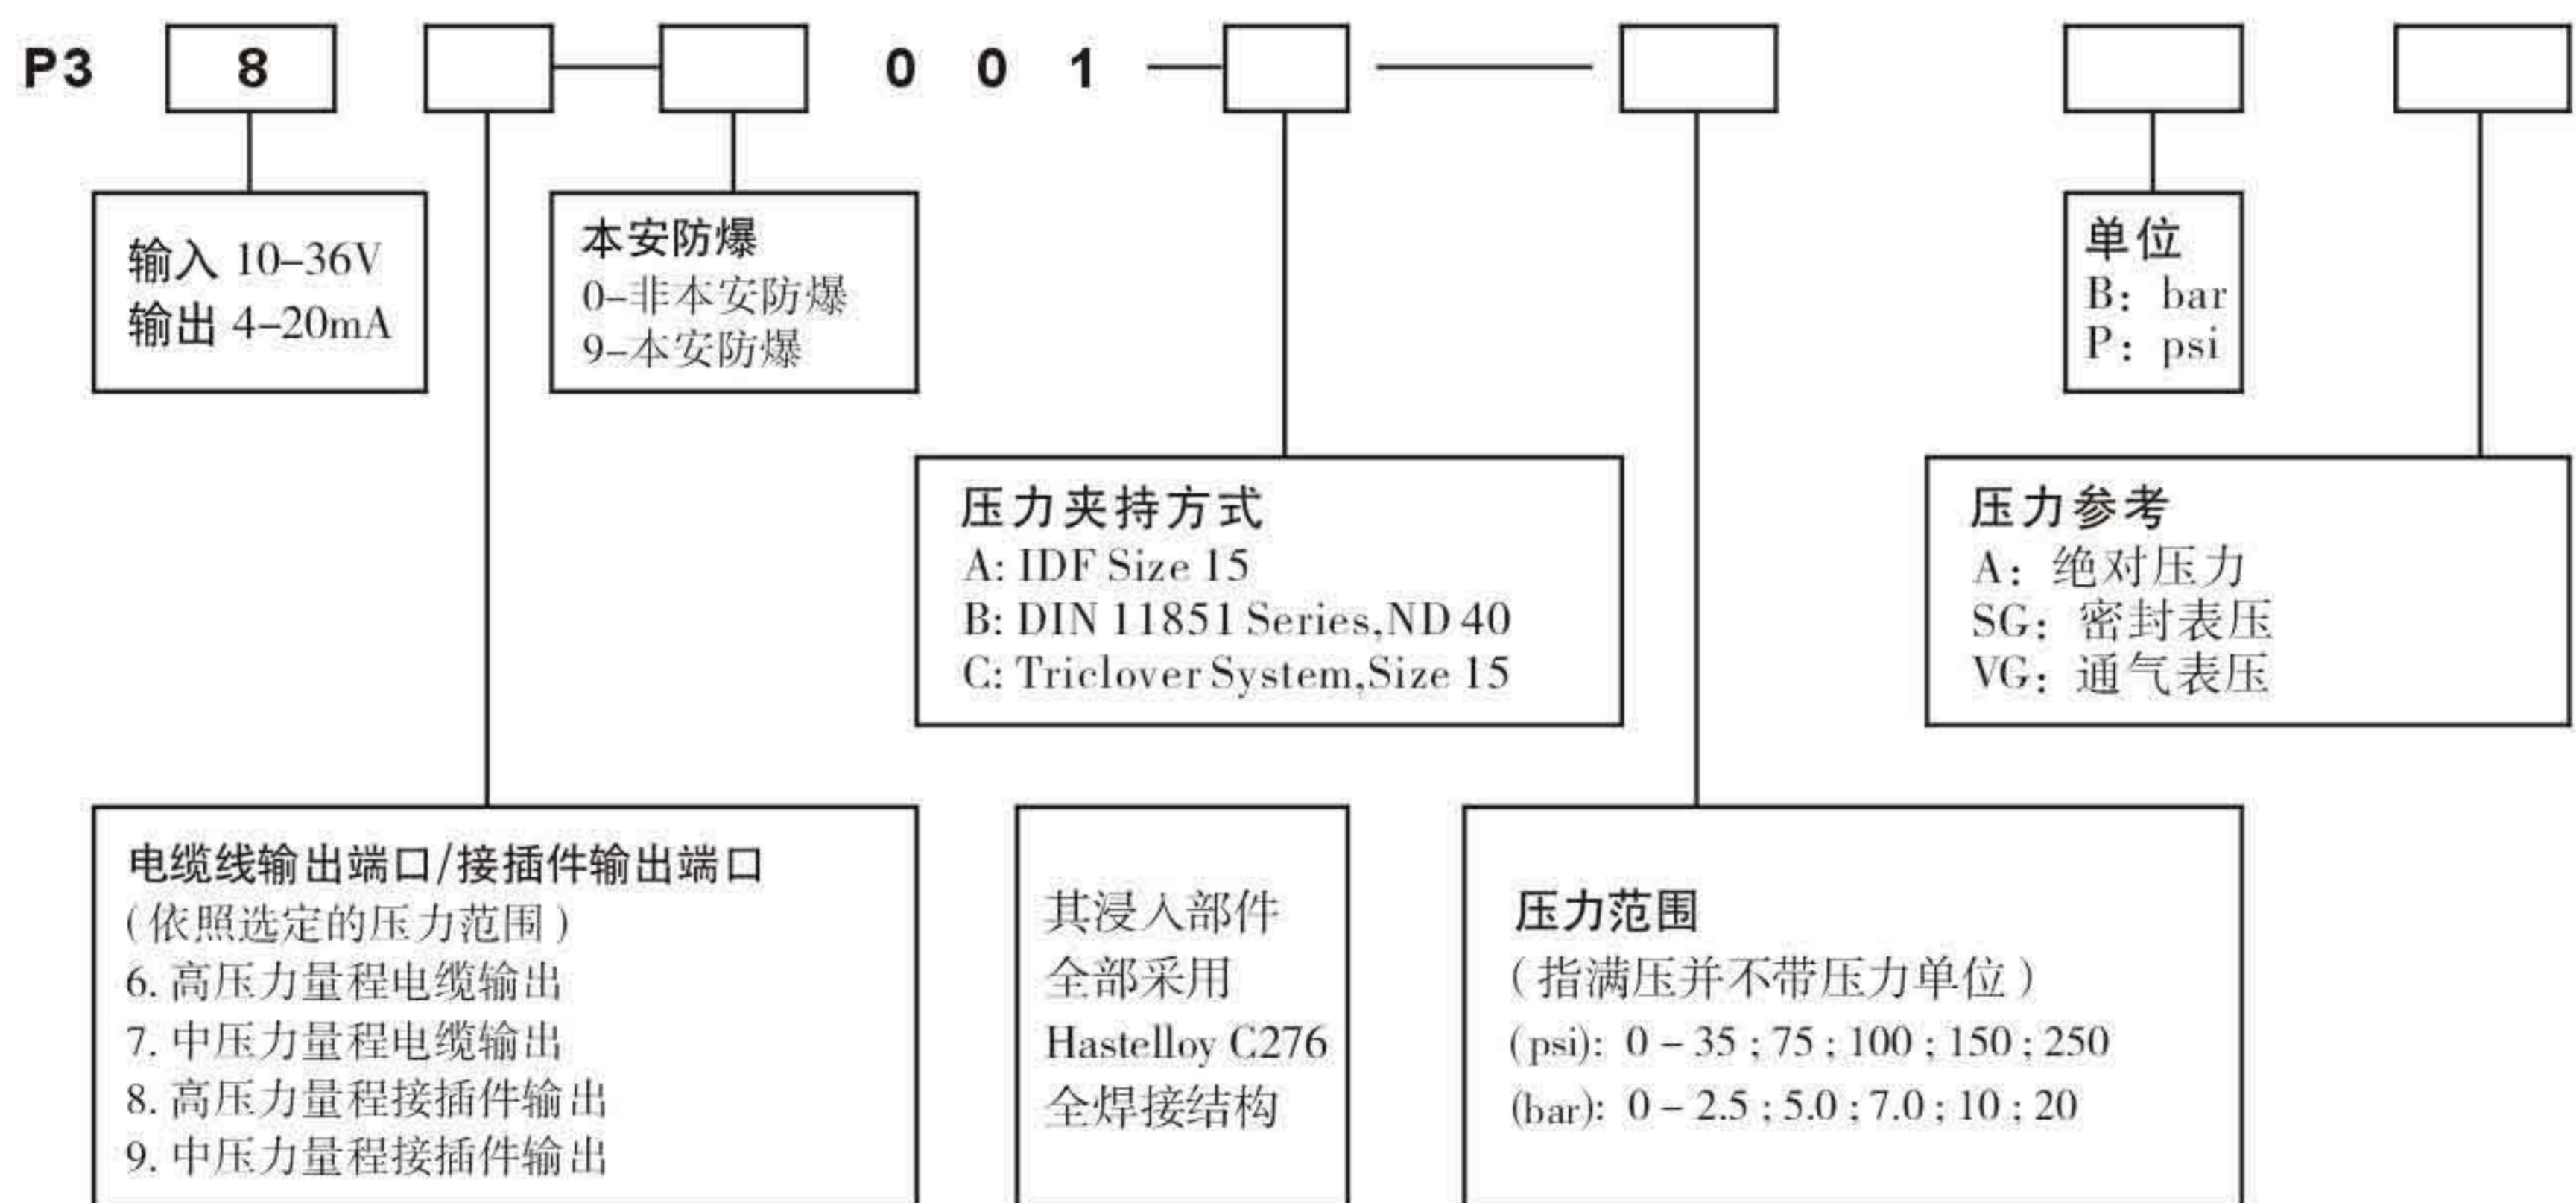 P3 8 0 0 1
输入 10–36V
输出 4–20mA
本安防爆
0–非本安防爆
9–本安防爆
单位
B: bar
P: psi
压力夹持方式
A: IDF Size 15
B: DIN 11851 Series,ND 40
C: Triclover System,Size 15
压力参考
A: 绝对压力
SG: 密封表压
VG: 通气表压
电缆线输出端口/接插件输出端口
(依照选定的压力范围)
6. 高压力量程电缆输出
7. 中压力量程电缆输出
8. 高压力量程接插件输出
9. 中压力量程接插件输出
其浸入部件
全部采用
Hastelloy C276
全焊接结构
压力范围
(指满压并不带压力单位)
(psi): 0 – 35 ; 75 ; 100 ; 150 ; 250
(bar): 0 – 2.5 ; 5.0 ; 7.0 ; 10 ; 20